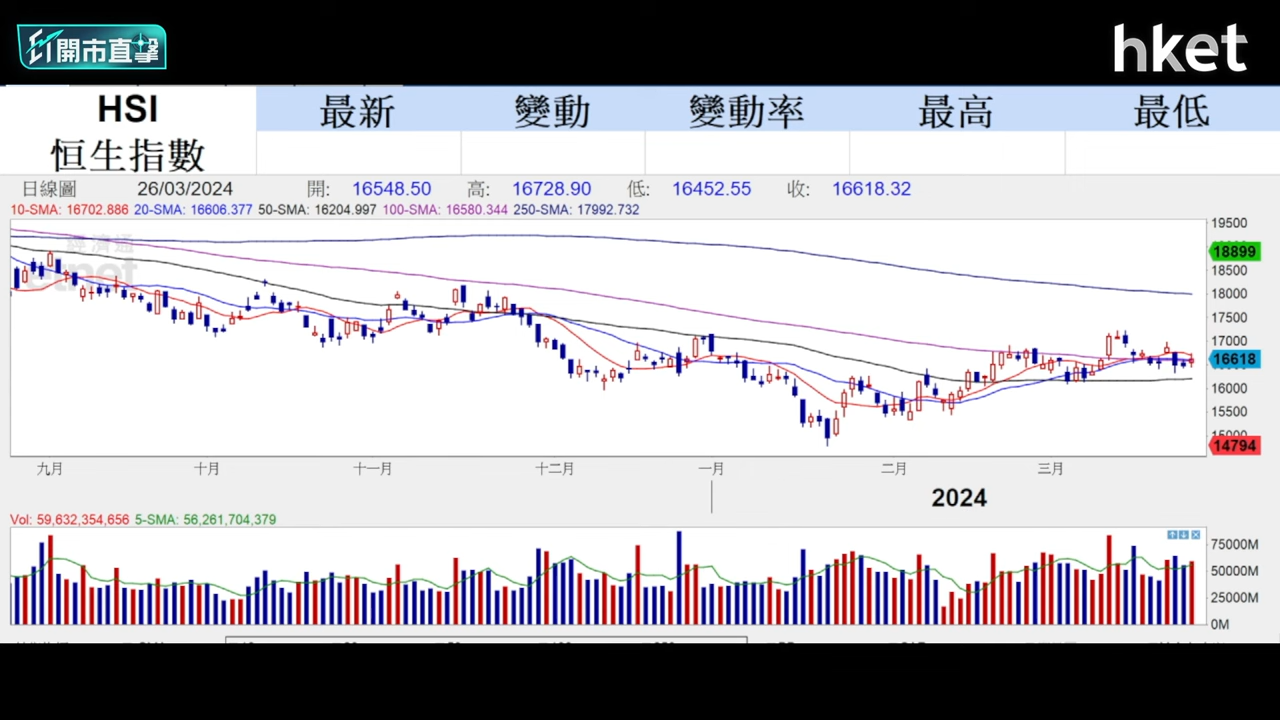 開市直擊
hket
HSI 最新 變動 變動率 最高 最低
恒生指數
日線圖 26/03/2024 開: 16548.50 高: 16728.90 低: 16452.55 收: 16618.32
10-SMA: 16702.886 20-SMA: 16606.377 50-SMA: 16204.997 100-SMA: 16580.344 250-SMA: 17992.732
經濟通
etnet
19500
18899
18500
18000
17500
17000
16618
16000
15500
15000
14794
九月 十月 十一月 十二月 一月 二月 三月
2024
Vol: 59,632,354,656 5-SMA: 56,261,704,379
75000M
50000M
25000M
0M